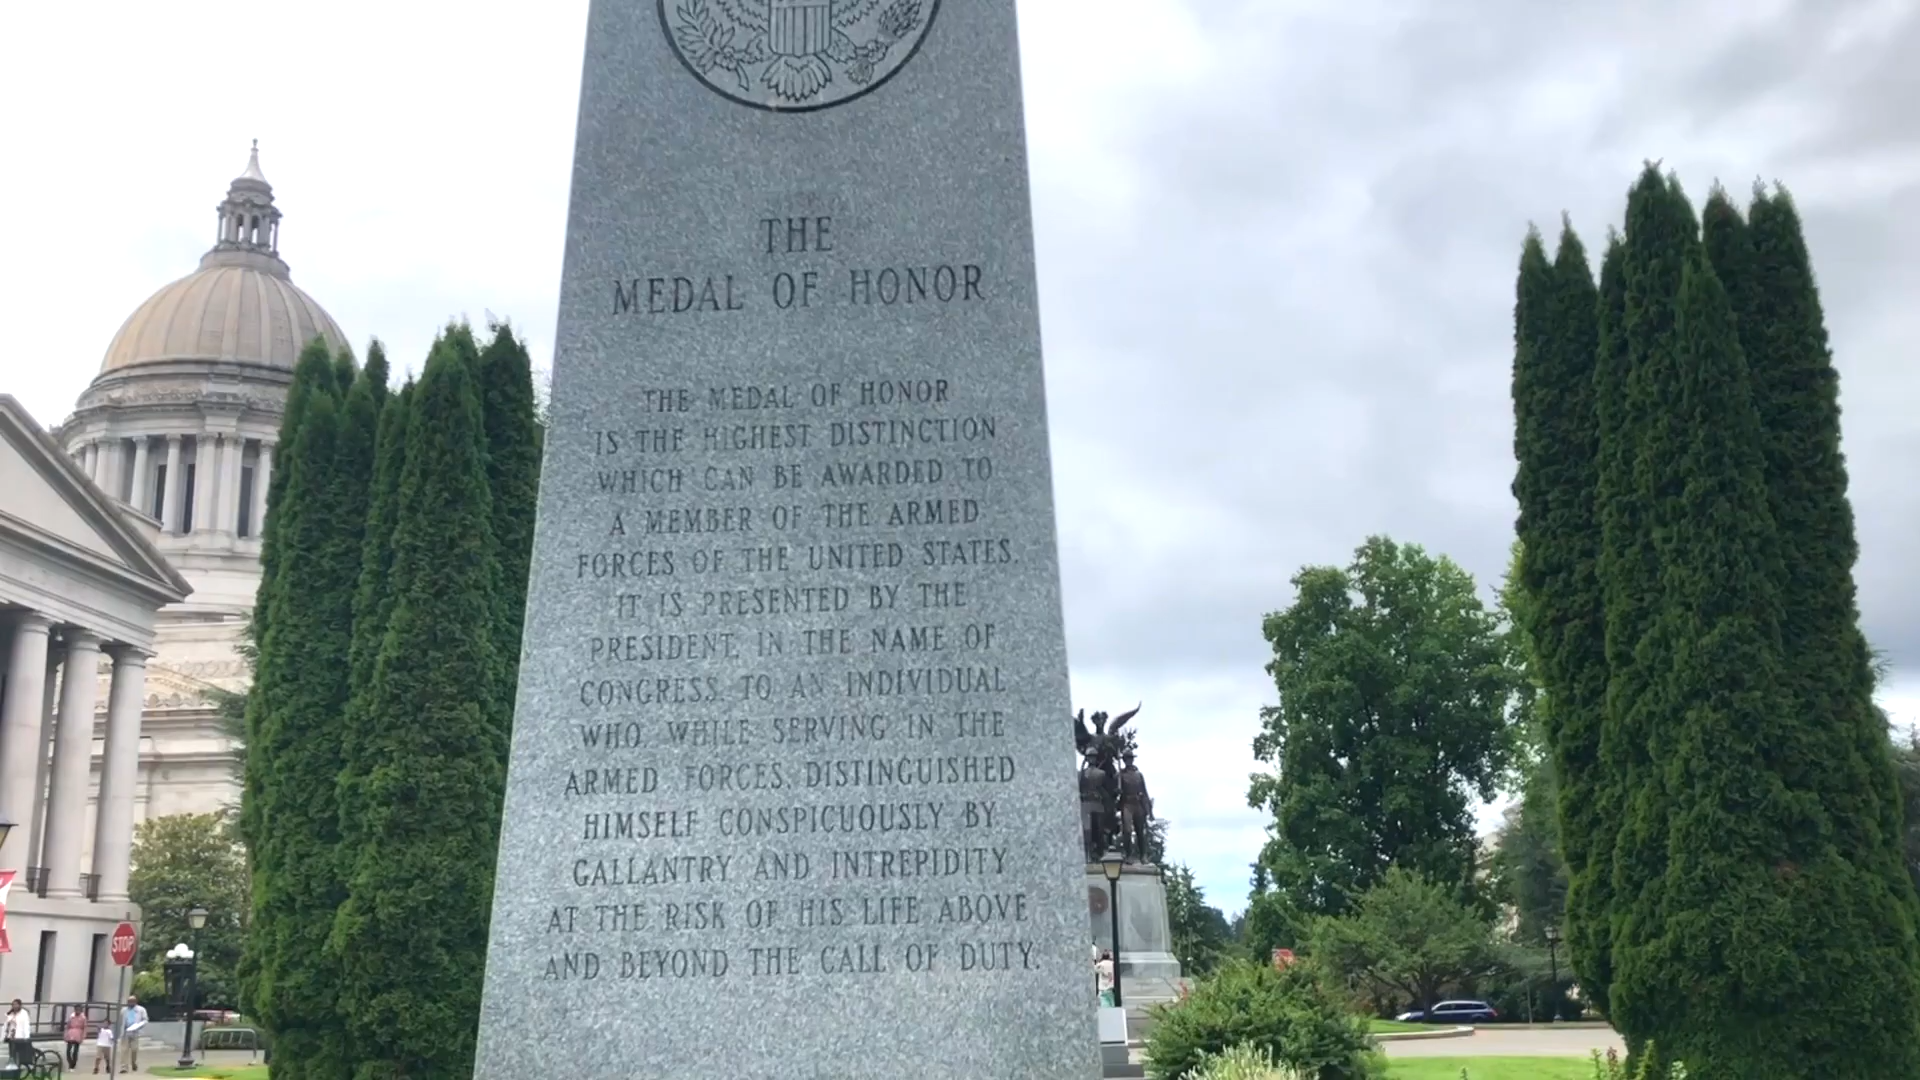 THE
MEDAL OF HONOR
THE MEDAL OF HONOR
IS THE HIGHEST DISTINCTION
WHICH CAN BE AWARDED TO
A MEMBER OF THE ARMED
FORCES OF THE UNITED STATES.
IT IS PRESENTED BY THE
PRESIDENT, IN THE NAME OF
CONGRESS, TO AN INDIVIDUAL
WHO, WHILE SERVING IN THE
ARMED FORCES, DISTINGUISHED
HIMSELF CONSPICUOUSLY BY
GALLANTRY AND INTREPIDITY
AT THE RISK OF HIS LIFE ABOVE
AND BEYOND THE CALL OF DUTY.
STOP